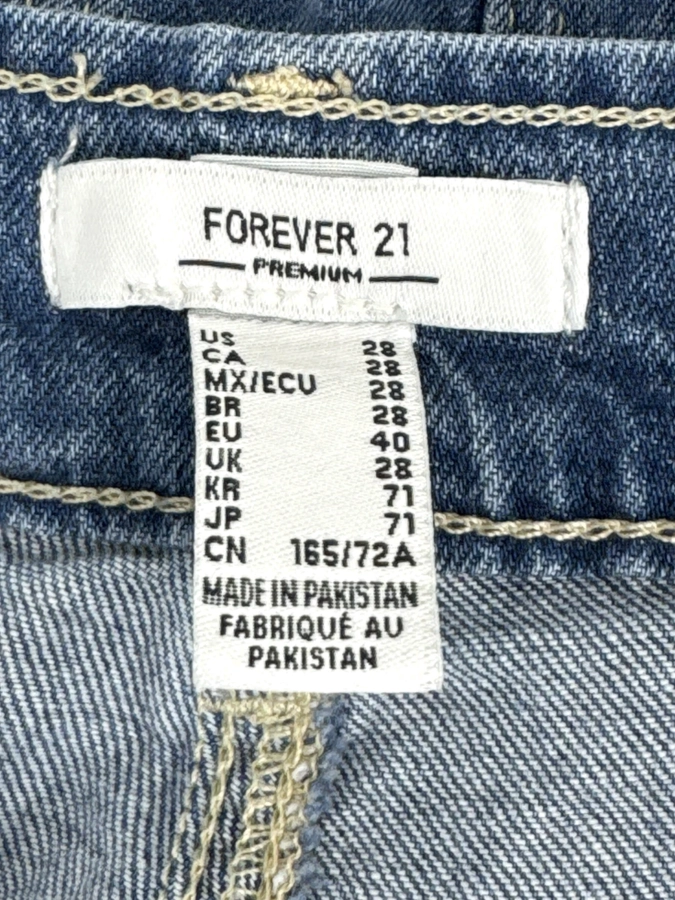 FOREVER 21
PREMIUM
US 28
CA 28
MX/ECU 28
BR 28
EU 40
UK 28
KR 71
JP 71
CN 165/72A
MADE IN PAKISTAN
FABRIQUÉ AU
PAKISTAN